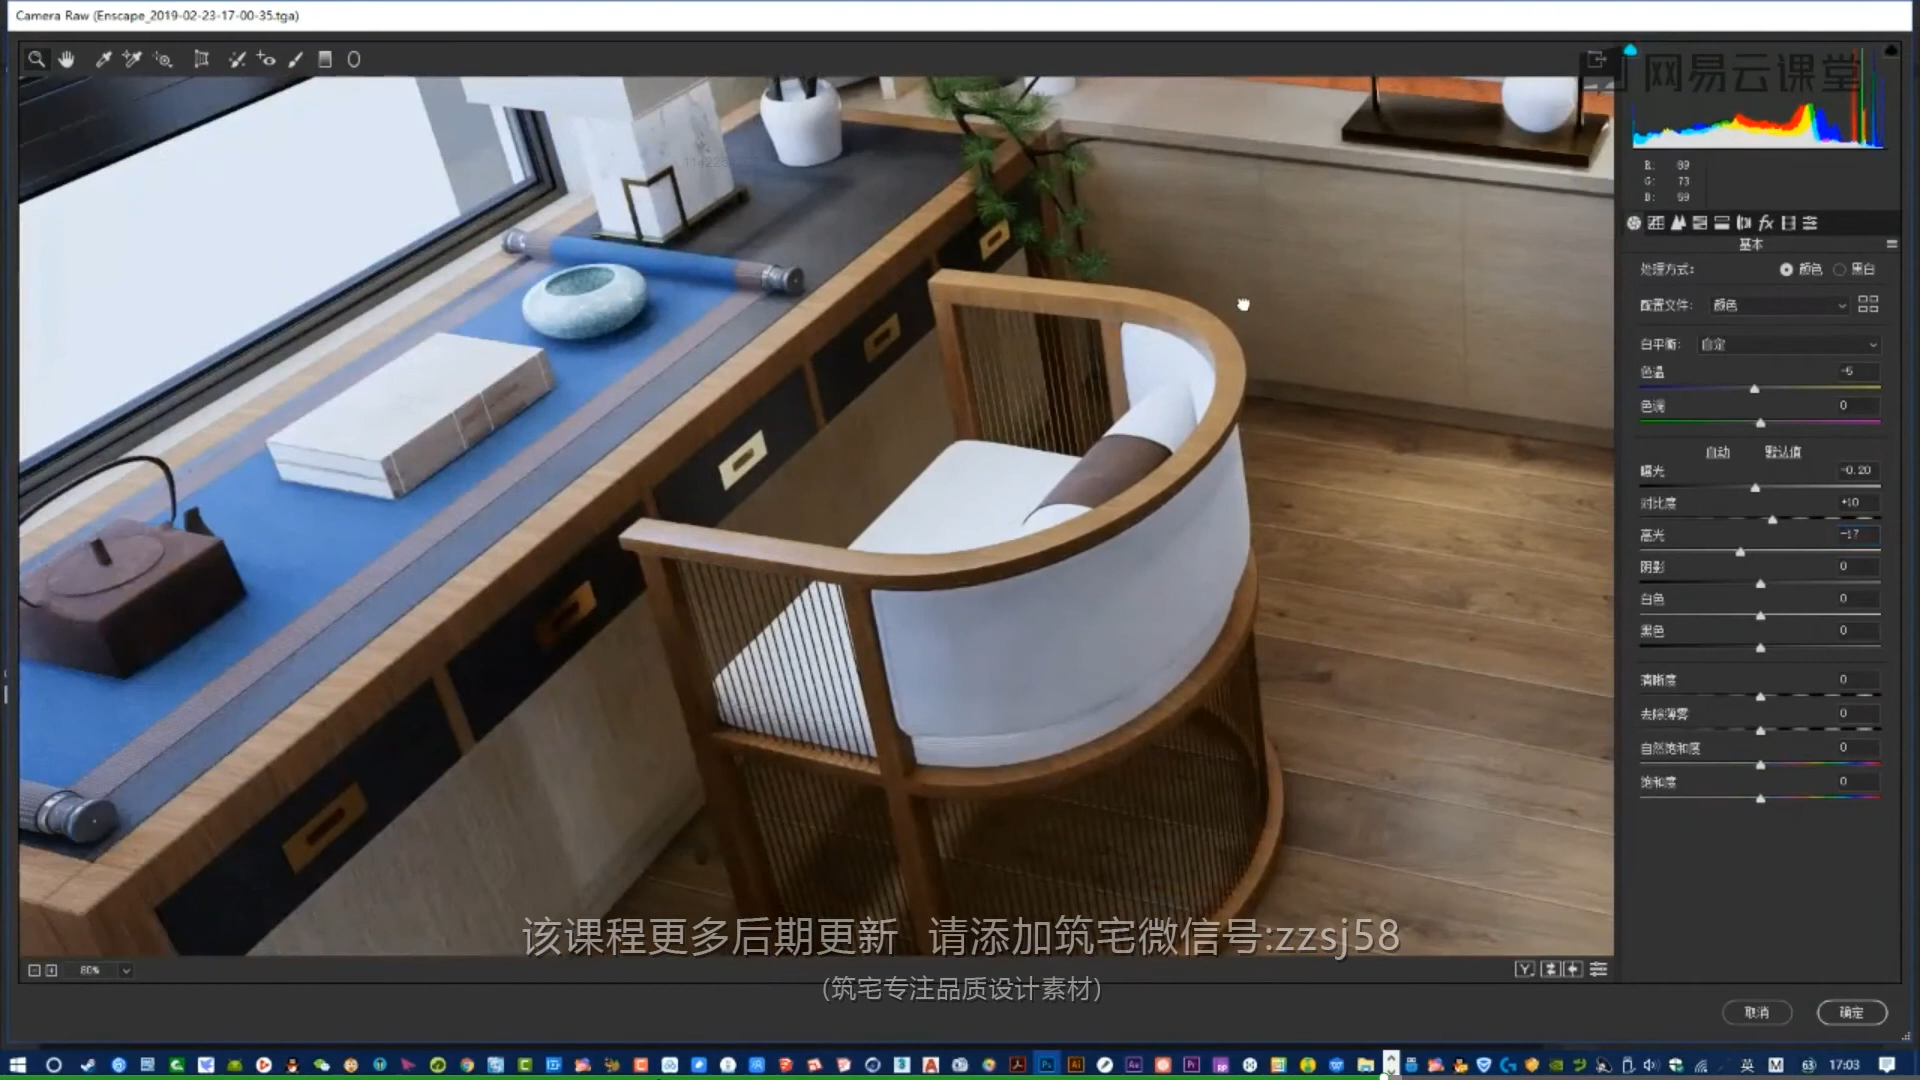 Camera Raw (Enscape_2019-02-23-17-00-35.tga)
网易云课堂
R: 89
G: 73
B: 59
基本
处理方式: 颜色 黑白
配置文件: 颜色
白平衡: 自定
色温 -5
色调 0
自动 默认值
曝光 -0.20
对比度 +10
高光 -17
阴影 0
白色 0
黑色 0
清晰度 0
去除薄雾 0
自然饱和度 0
饱和度 0
该课程更多后期更新 请添加筑宅微信号:zzsj58
80%
(筑宅专注品质设计素材)
取消 确定
英 M 63 17:03